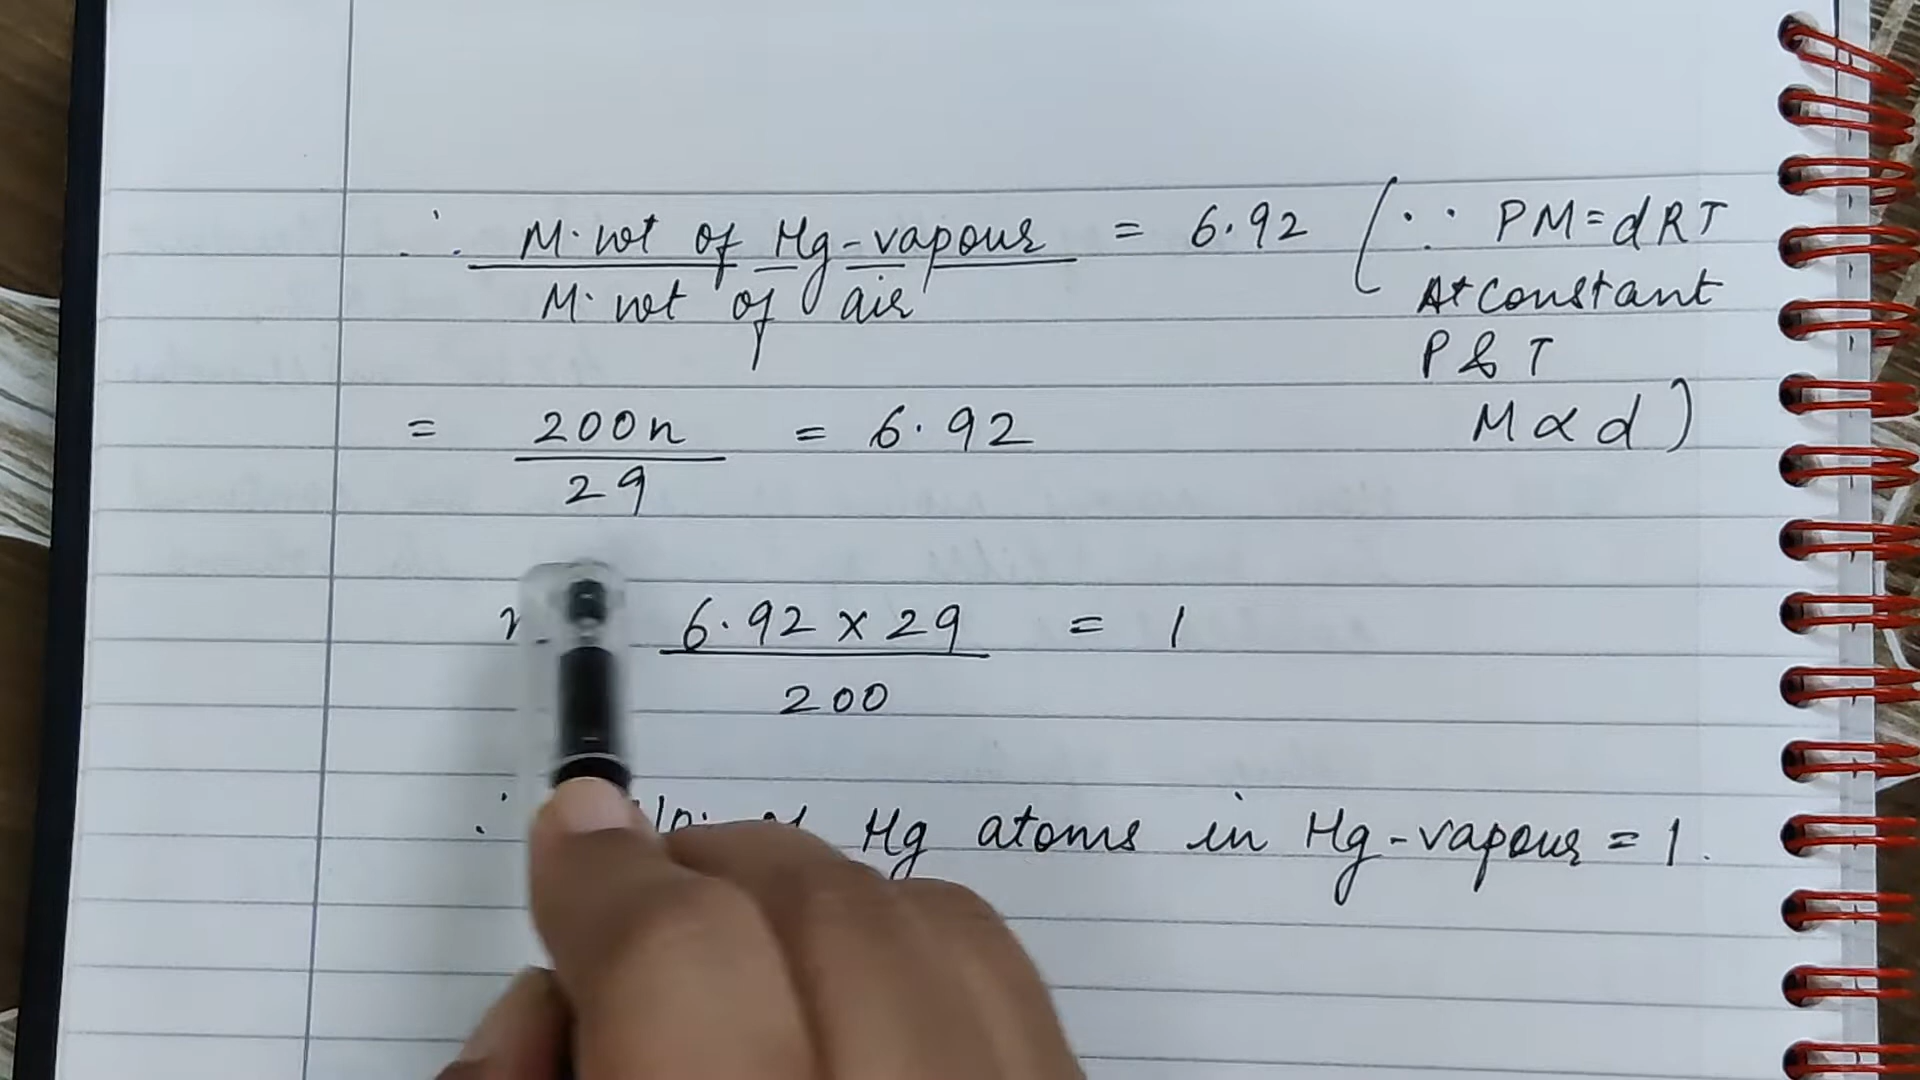 ∴ M.wt of Hg-vapour = 6.92 (∵ PM = dRT
M.wt of air At constant
P & T
= 200n = 6.92 M ∝ d)
29
6.92 × 29 = 1
200
∴ Hg atoms in Hg-vapour = 1.